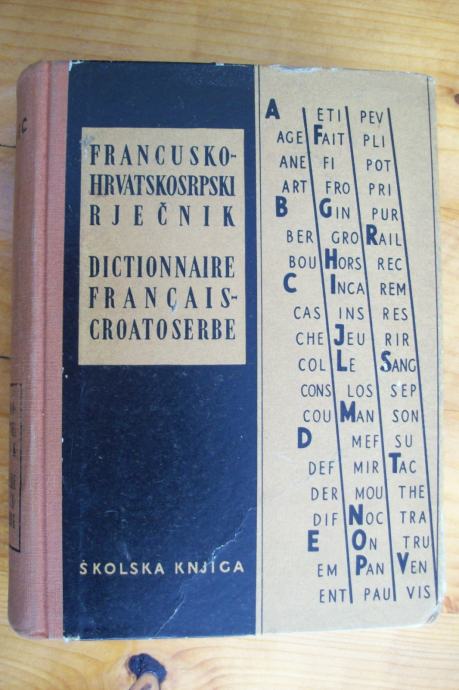 FRANCUSKO-
HRVATSKOSRPSKI
RJEČNIK
DICTIONNAIRE
FRANÇAIS-
CROATOSERBE
ŠKOLSKA KNJIGA
A ETI PEV
AGE FAIT PLI
ANE FI POT
ART FRO PRI
B GIN PUR
BER GRO RAIL
BOU HORS REC
C INCA REM
CAS INS RES
CHE JEU RIR
COL LE SANG
CONS LOS SEP
COU MAN SON
D MEF SU
DEF MIR TAC
DER MOU THE
DIF NOC TRA
E ON TRU
EM PAN VEN
ENT PAU VIS